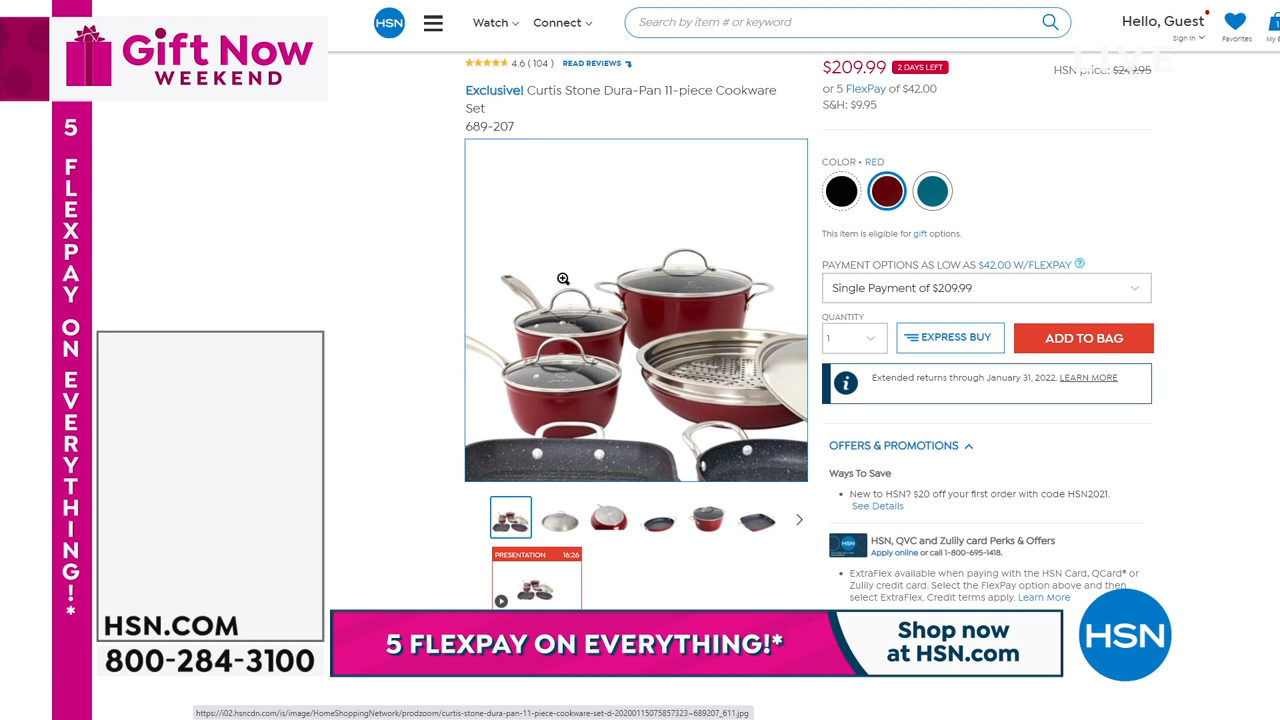 Gift Now
WEEKEND
5 FLEXPAY ON EVERYTHING!*
HSN.COM
800-284-3100
HSN
Watch
Connect
Search by item # or keyword
Hello, Guest
Sign In
Favorites
My
LIVE
4.6 ( 104 ) READ REVIEWS
Exclusive! Curtis Stone Dura-Pan 11-piece Cookware
Set
689-207
$209.99 2 DAYS LEFT
HSN price: $249.95
or 5 FlexPay of $42.00
S&H: $9.95
COLOR • RED
This item is eligible for gift options.
PAYMENT OPTIONS AS LOW AS $42.00 W/FLEXPAY ?
Single Payment of $209.99
QUANTITY
1
EXPRESS BUY
ADD TO BAG
Extended returns through January 31, 2022. LEARN MORE
OFFERS & PROMOTIONS
Ways To Save
• New to HSN? $20 off your first order with code HSN2021.
See Details
HSN
HSN, QVC and Zulily card Perks & Offers
Apply online or call 1-800-695-1418.
• ExtraFlex available when paying with the HSN Card, QCard® or
Zulily credit card. Select the FlexPay option above and then
select ExtraFlex. Credit terms apply. Learn More
PRESENTATION 16:26
5 FLEXPAY ON EVERYTHING!*
Shop now
at HSN.com
HSN
https://i02.hsncdn.com/is/image/HomeShoppingNetwork/prodzoom/curtis-stone-dura-pan-11-piece-cookware-set-d-20200115075857323~689207_611.jpg